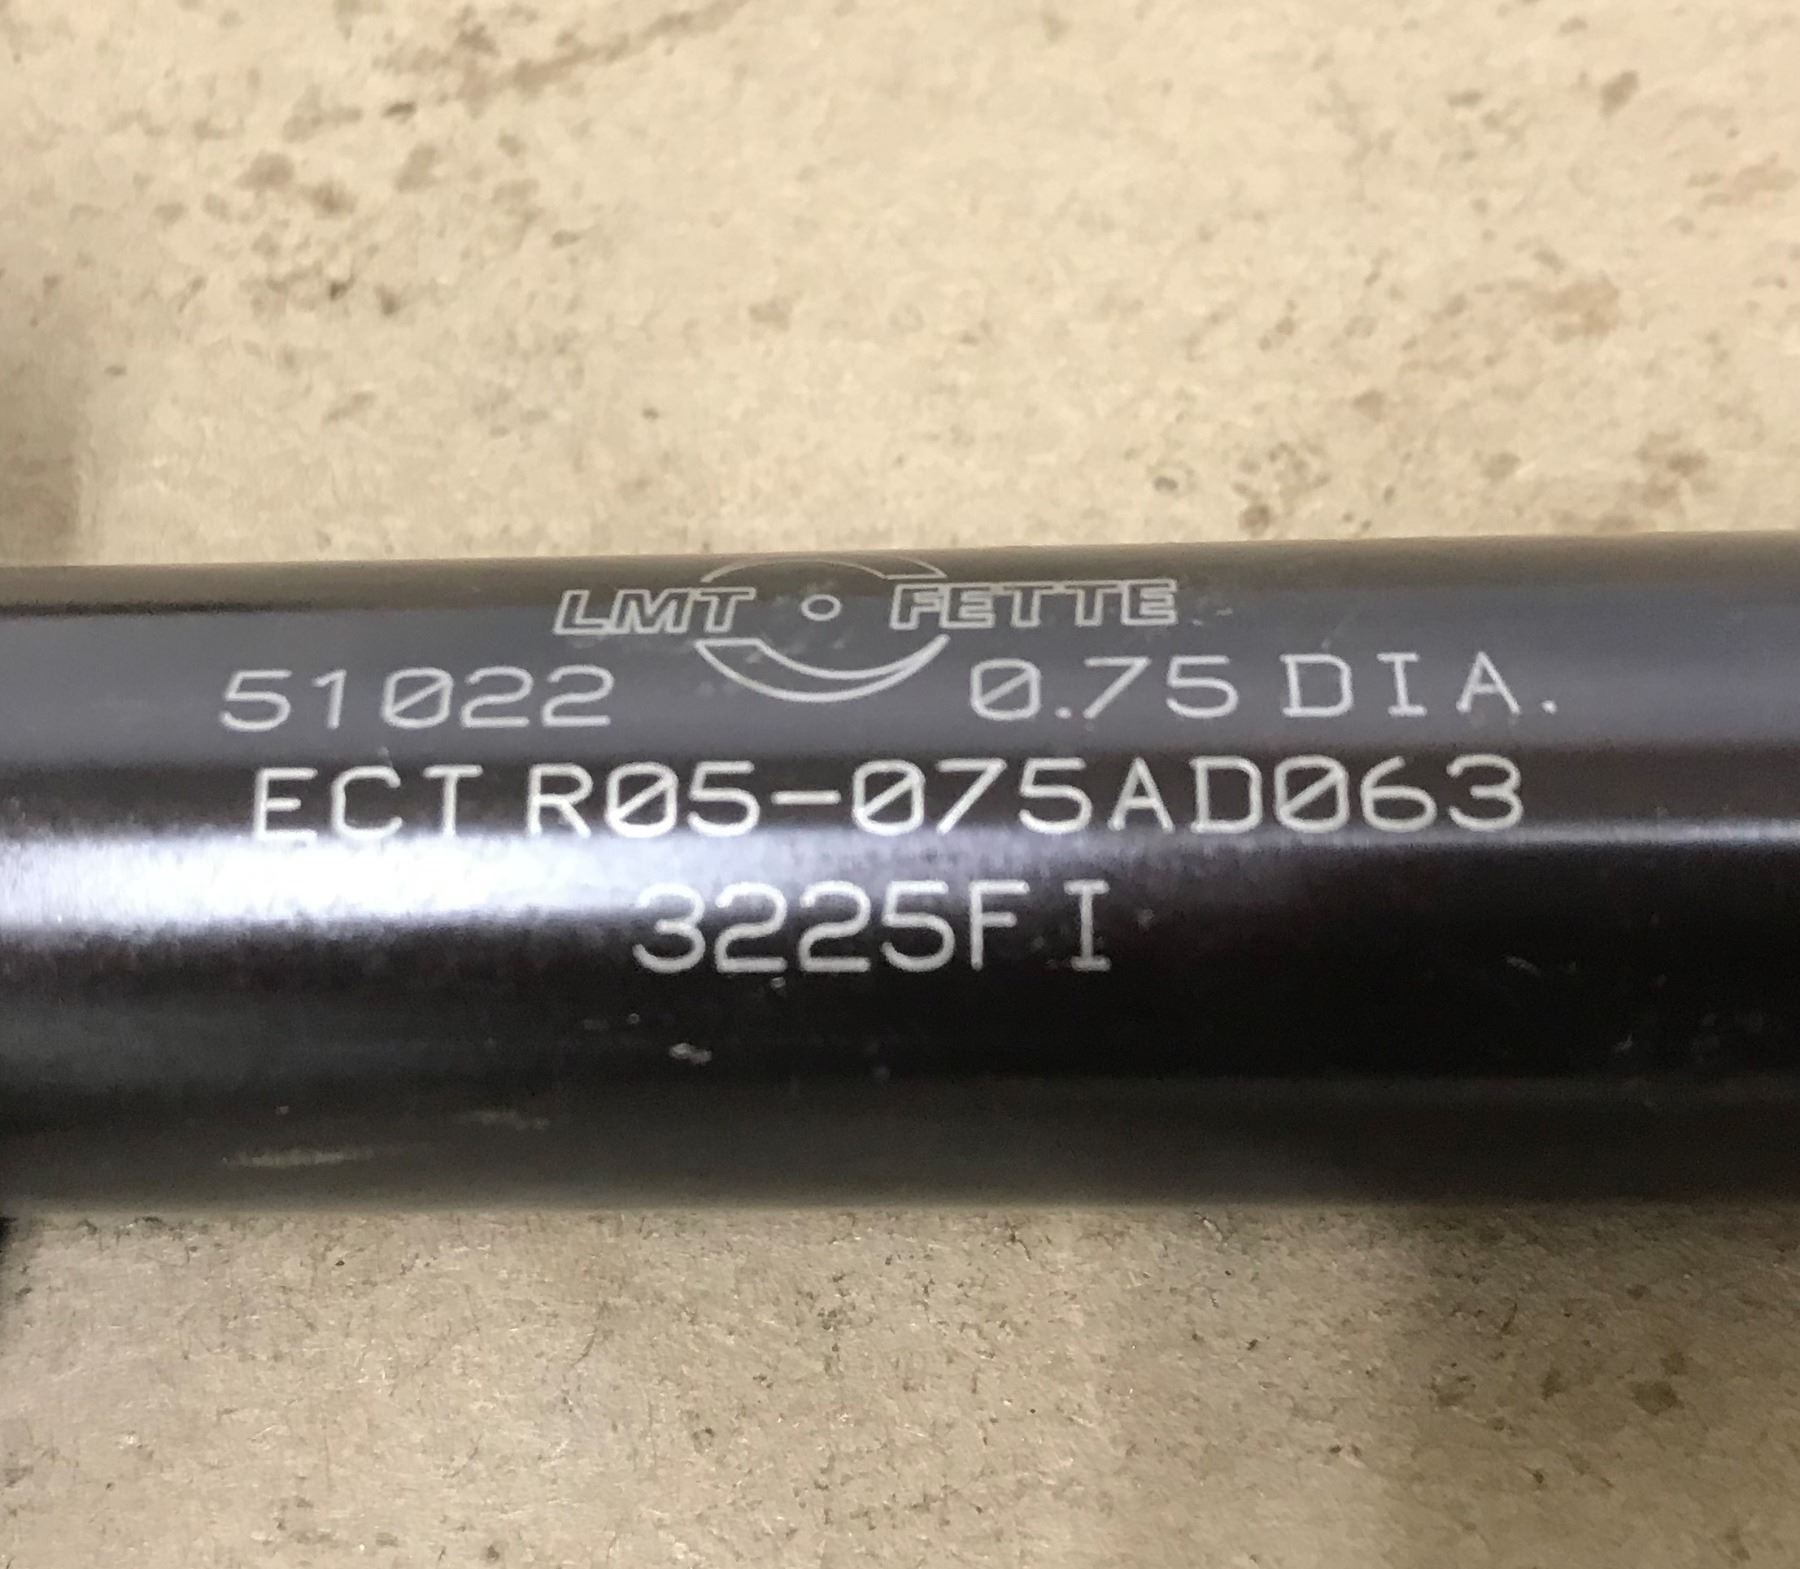 LMT FETTE
51022 0.75 DIA.
ECT R05-075AD063
3225FI